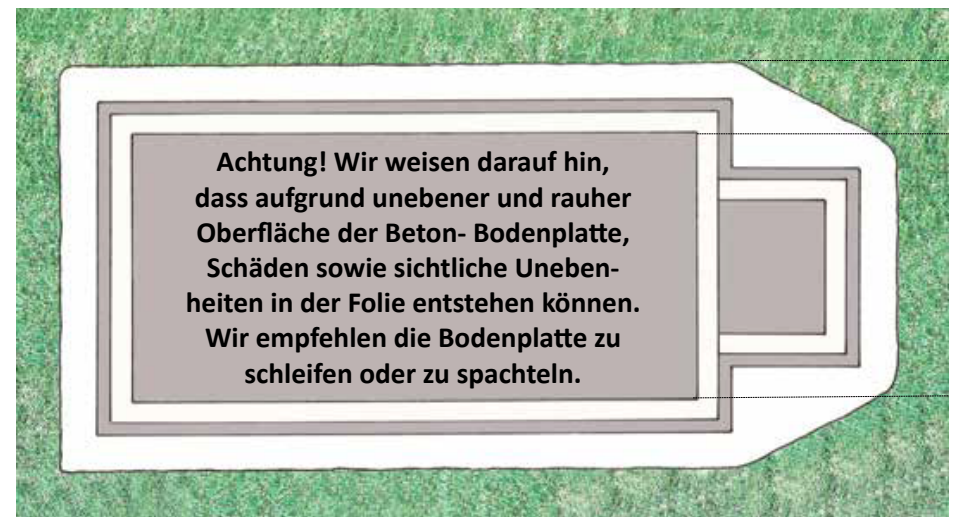 Achtung! Wir weisen darauf hin,
dass aufgrund unebener und rauher
Oberfläche der Beton- Bodenplatte,
Schäden sowie sichtliche Uneben-
heiten in der Folie entstehen können.
Wir empfehlen die Bodenplatte zu
schleifen oder zu spachteln.